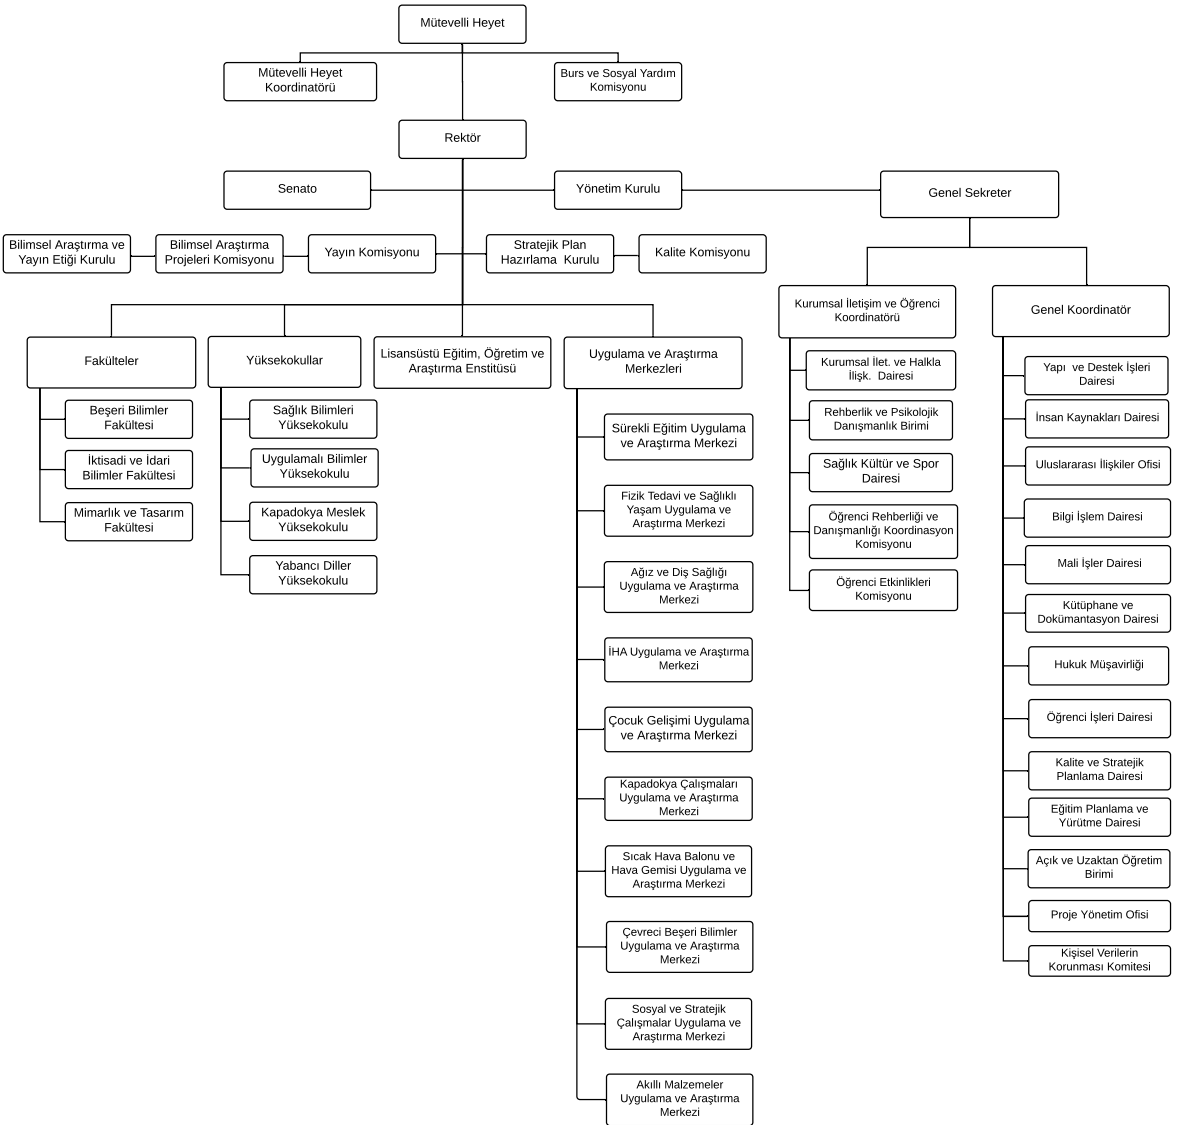 Mütevelli Heyet
Mütevelli Heyet
Koordinatörü
Burs ve Sosyal Yardım
Komisyonu
Rektör
Senato
Yönetim Kurulu
Genel Sekreter
Bilimsel Araştırma ve
Yayın Etiği Kurulu
Bilimsel Araştırma
Projeleri Komisyonu
Yayın Komisyonu
Stratejik Plan
Hazırlama Kurulu
Kalite Komisyonu
Fakülteler
Beşeri Bilimler
Fakültesi
İktisadi ve İdari
Bilimler Fakültesi
Mimarlık ve Tasarım
Fakültesi
Yüksekokullar
Sağlık Bilimleri
Yüksekokulu
Uygulamalı Bilimler
Yüksekokulu
Kapadokya Meslek
Yüksekokulu
Yabancı Diller
Yüksekokulu
Lisansüstü Eğitim, Öğretim ve
Araştırma Enstitüsü
Uygulama ve Araştırma
Merkezleri
Sürekli Eğitim Uygulama
ve Araştırma Merkezi
Fizik Tedavi ve Sağlıklı
Yaşam Uygulama ve
Araştırma Merkezi
Ağız ve Diş Sağlığı
Uygulama ve Araştırma
Merkezi
İHA Uygulama ve Araştırma
Merkezi
Çocuk Gelişimi Uygulama
ve Araştırma Merkezi
Kapadokya Çalışmaları
Uygulama ve Araştırma
Merkezi
Sıcak Hava Balonu ve
Hava Gemisi Uygulama ve
Araştırma Merkezi
Çevreci Beşeri Bilimler
Uygulama ve Araştırma
Merkezi
Sosyal ve Stratejik
Çalışmalar Uygulama ve
Araştırma Merkezi
Akıllı Malzemeler
Uygulama ve Araştırma
Merkezi
Kurumsal İletişim ve Öğrenci
Koordinatörü
Kurumsal İlet. ve Halkla
İlişk. Dairesi
Rehberlik ve Psikolojik
Danışmanlık Birimi
Sağlık Kültür ve Spor
Dairesi
Öğrenci Rehberliği ve
Danışmanlığı Koordinasyon
Komisyonu
Öğrenci Etkinlikleri
Komisyonu
Genel Koordinatör
Yapı ve Destek İşleri
Dairesi
İnsan Kaynakları Dairesi
Uluslararası İlişkiler Ofisi
Bilgi İşlem Dairesi
Mali İşler Dairesi
Kütüphane ve
Dokümantasyon Dairesi
Hukuk Müşavirliği
Öğrenci İşleri Dairesi
Kalite ve Stratejik
Planlama Dairesi
Eğitim Planlama ve
Yürütme Dairesi
Açık ve Uzaktan Öğretim
Birimi
Proje Yönetim Ofisi
Kişisel Verilerin
Korunması Komitesi